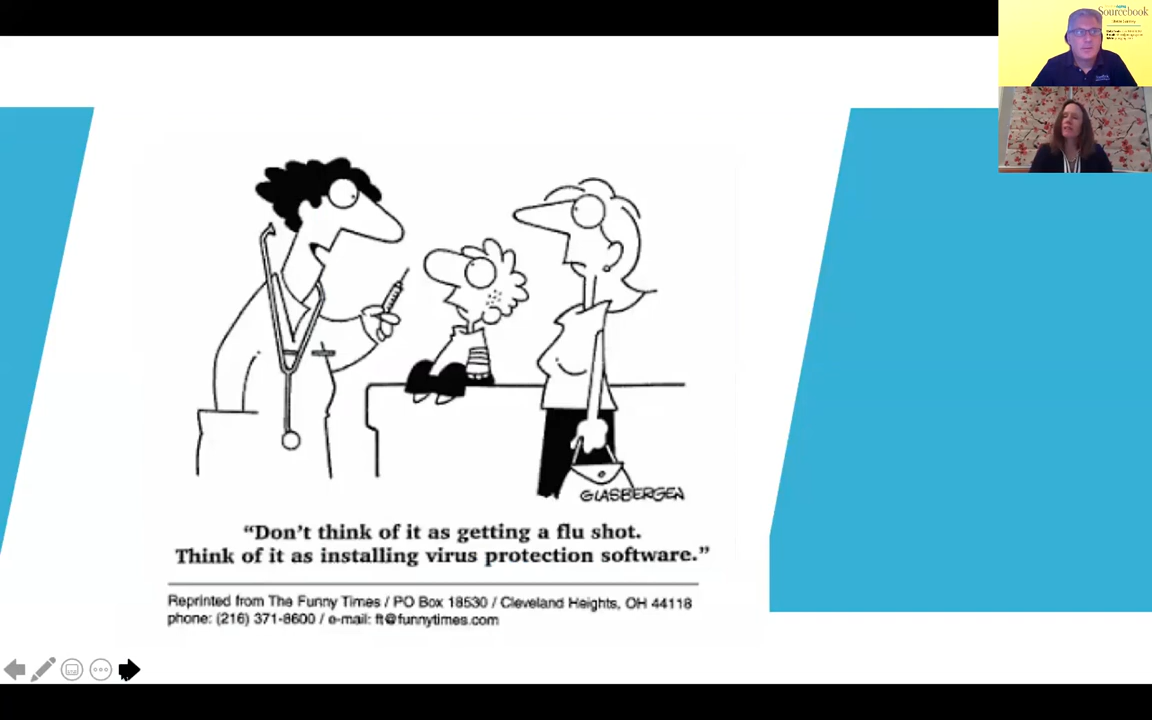 Sourcebook
GLASBERGEN
“Don’t think of it as getting a flu shot.
Think of it as installing virus protection software.”
Reprinted from The Funny Times / PO Box 18530 / Cleveland Heights, OH 44118
phone: (216) 371-8600 / e-mail: ft@funnytimes.com